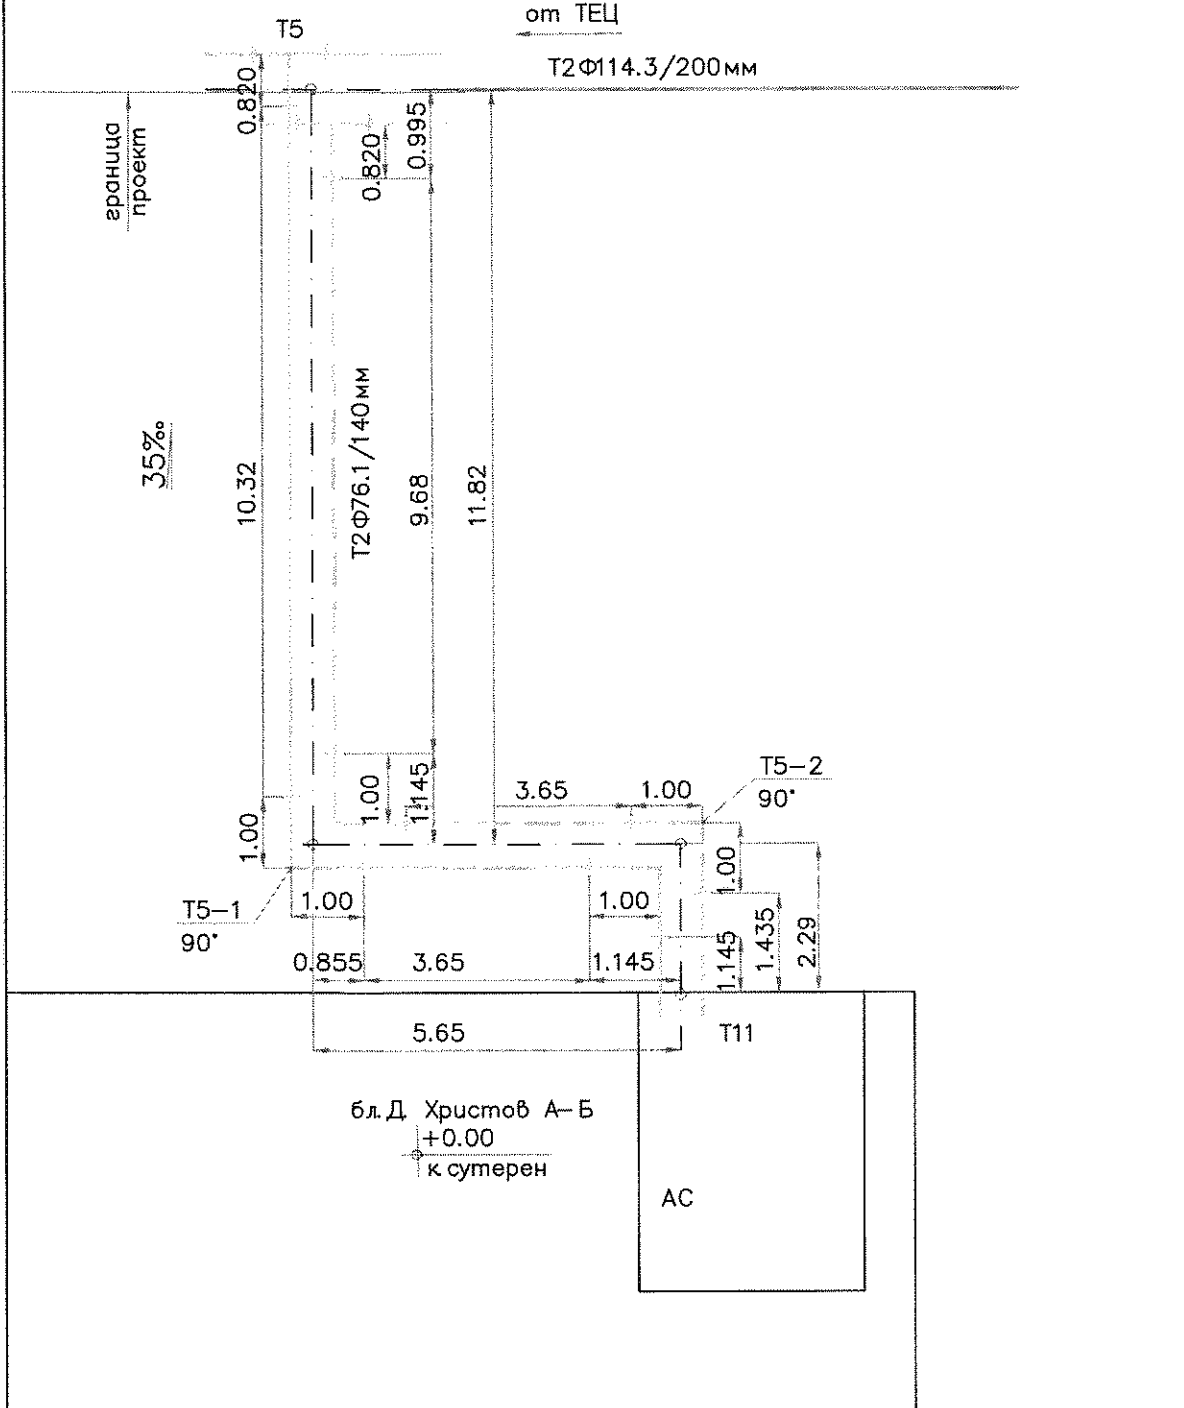 от ТЕЦ
Т5
Т2Ф114.3/200мм
0.820
0.995
0.820
граница
проект
Т2Ф76.1/140мм
35‰
10.32
9.68
11.82
1.00
1.145
3.65
1.00
Т5-2
90°
1.00
1.00
Т5-1
90°
1.00
1.00
1.145
1.435
2.29
0.855
3.65
1.145
5.65
Т11
бл.Д. Христов А-Б
+0.00
к.сутерен
АС